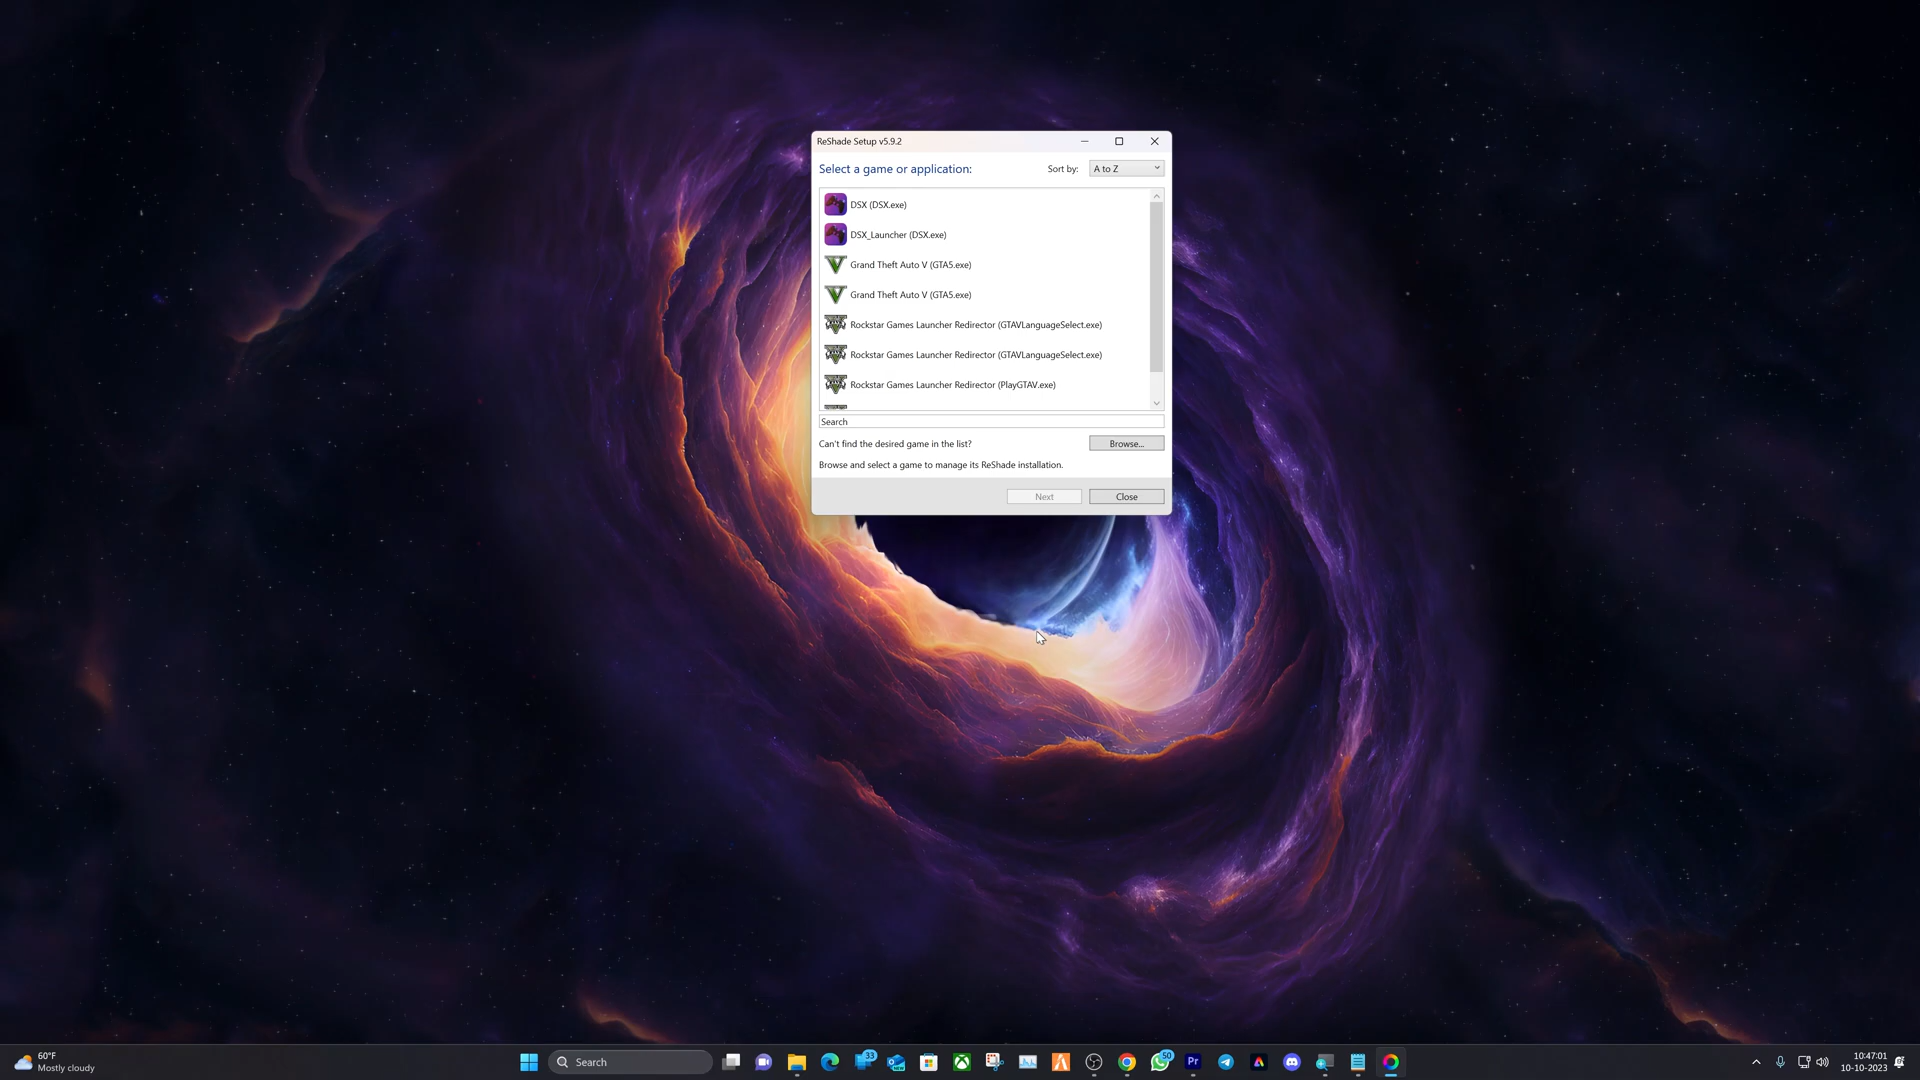 ReShade Setup v5.9.2
Select a game or application:
Sort by:
A to Z
DSX (DSX.exe)
DSX_Launcher (DSX.exe)
Grand Theft Auto V (GTA5.exe)
Grand Theft Auto V (GTA5.exe)
Rockstar Games Launcher Redirector (GTAVLanguageSelect.exe)
Rockstar Games Launcher Redirector (GTAVLanguageSelect.exe)
Rockstar Games Launcher Redirector (PlayGTAV.exe)
Search
Can't find the desired game in the list?
Browse...
Browse and select a game to manage its ReShade installation.
Next
Close
60°F
Mostly cloudy
Search
33
50
Pr
10:47:01
10-10-2023